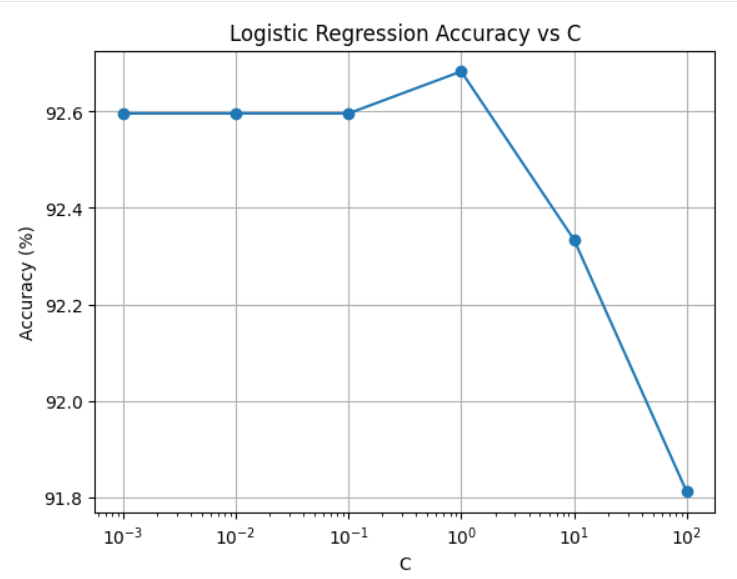 Logistic Regression Accuracy vs C
Accuracy (%)
92.6
92.4
92.2
92.0
91.8
10⁻³ 10⁻² 10⁻¹ 10⁰ 10¹ 10²
C